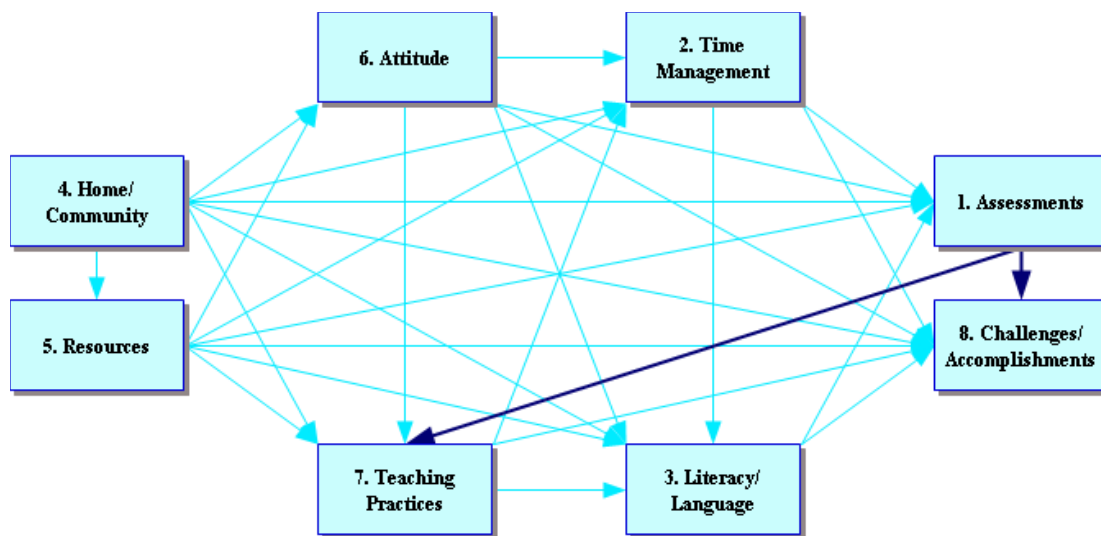 6. Attitude
2. Time
Management
4. Home/
Community
1. Assessments
5. Resources
8. Challenges/
Accomplishments
7. Teaching
Practices
3. Literacy/
Language